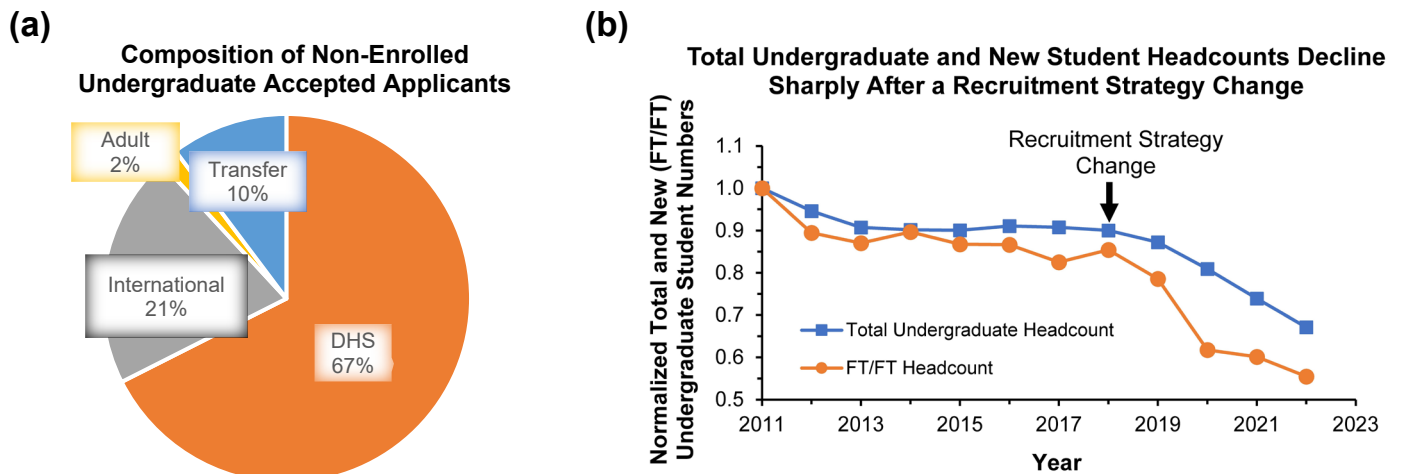 (a)
Composition of Non-Enrolled
Undergraduate Accepted Applicants
Adult
2%
Transfer
10%
International
21%
DHS
67%
(b)
Total Undergraduate and New Student Headcounts Decline
Sharply After a Recruitment Strategy Change
Normalized Total and New (FT/FT)
Undergraduate Student Numbers
1.1
1.0
0.9
0.8
0.7
0.6
0.5
Recruitment Strategy
Change
Total Undergraduate Headcount
FT/FT Headcount
2011
2013
2015
2017
2019
2021
2023
Year